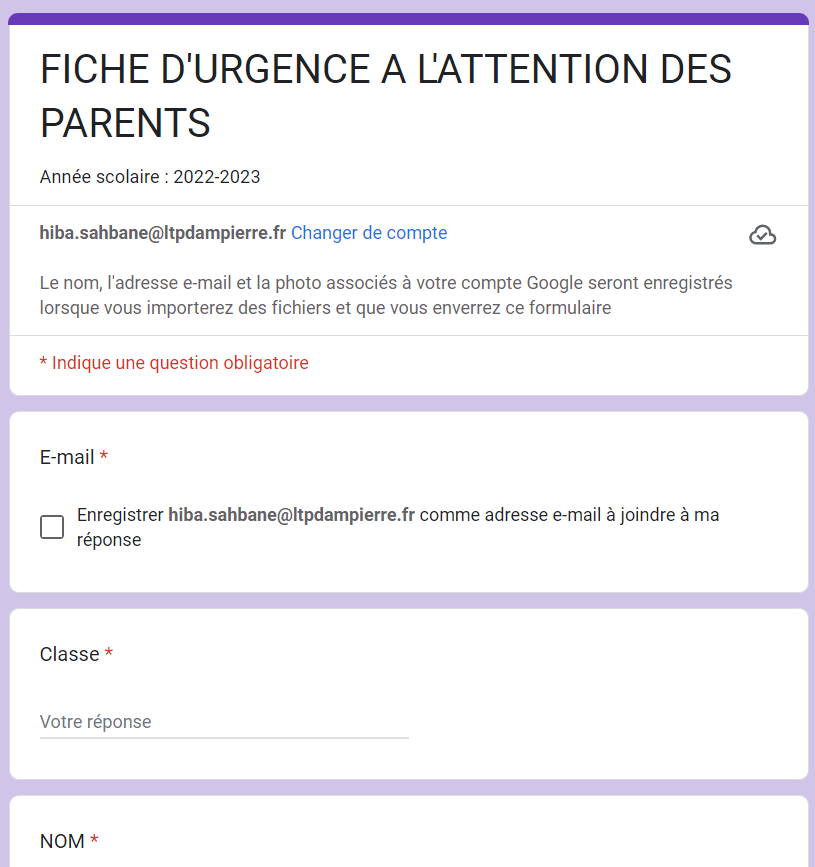 FICHE D'URGENCE A L'ATTENTION DES
PARENTS
Année scolaire : 2022-2023
hiba.sahbane@ltpdampierre.fr Changer de compte
Le nom, l'adresse e-mail et la photo associés à votre compte Google seront enregistrés
lorsque vous importerez des fichiers et que vous enverrez ce formulaire
* Indique une question obligatoire
E-mail *
Enregistrer hiba.sahbane@ltpdampierre.fr comme adresse e-mail à joindre à ma
réponse
Classe *
Votre réponse
NOM *